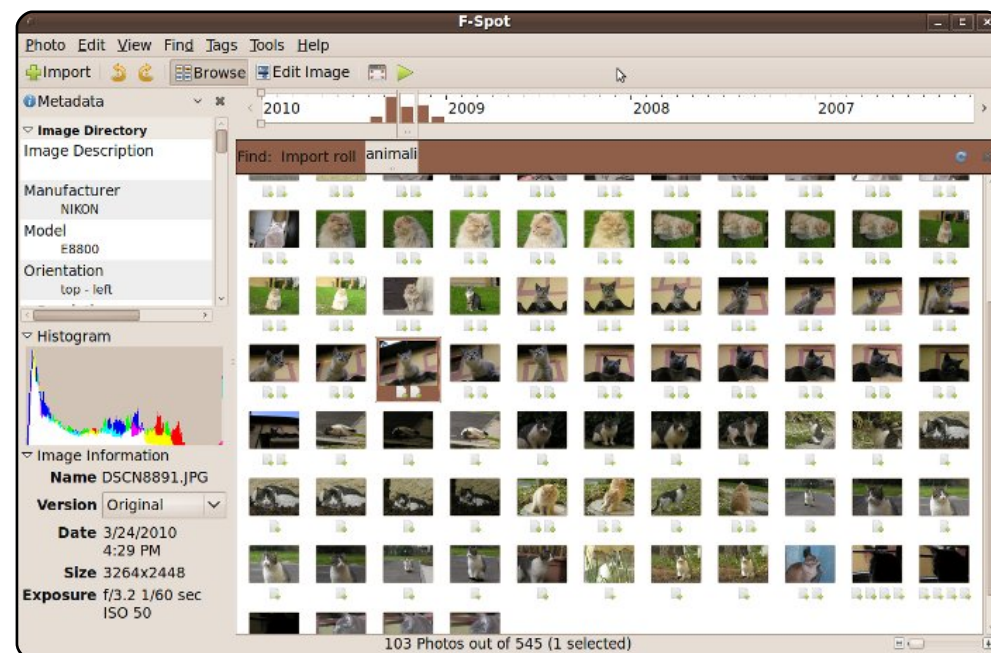 F-Spot
Photo Edit View Find Tags Tools Help
Import Browse Edit Image
Metadata
2010 2009 2008 2007
Image Directory
Image Description
Find: Import roll animali
Manufacturer
NIKON
Model
E8800
Orientation
top - left
Histogram
Image Information
Name DSCN8891.JPG
Version Original
Date 3/24/2010
4:29 PM
Size 3264x2448
Exposure f/3.2 1/60 sec
ISO 50
103 Photos out of 545 (1 selected)